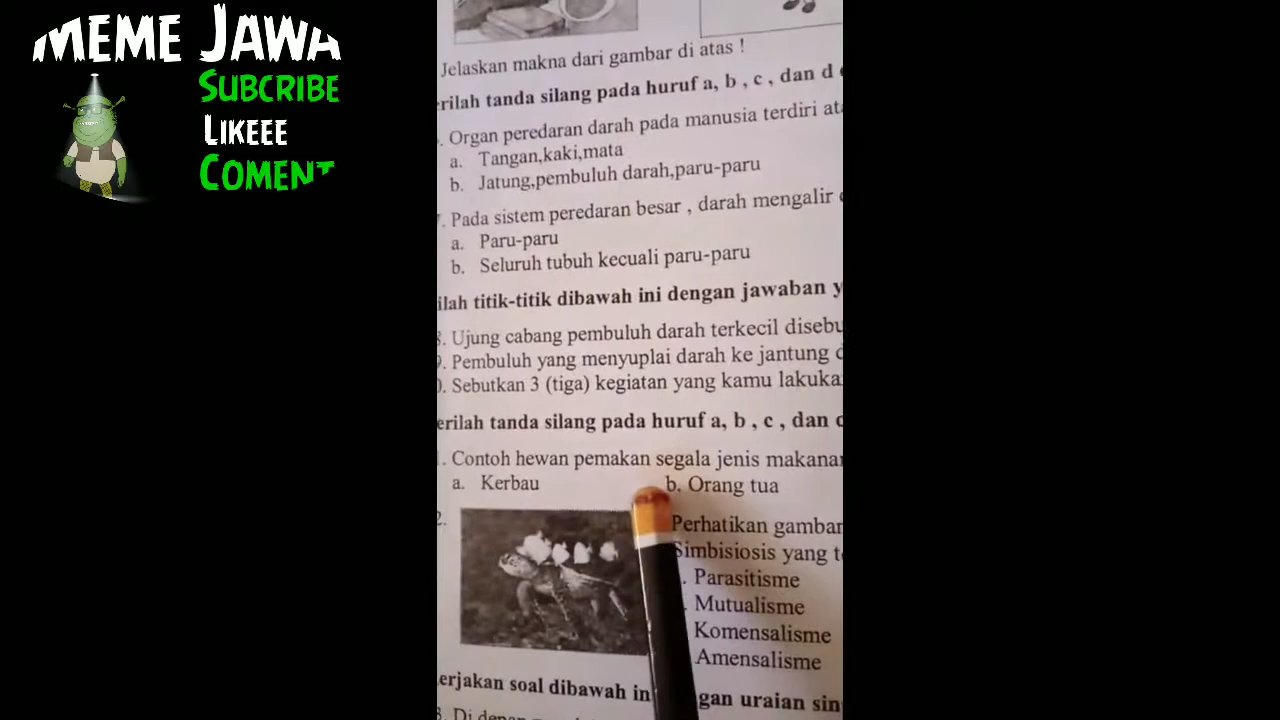 MEME JAWA
SUBCRIBE
LIKEEE
COMENT
Jelaskan makna dari gambar di atas !
erilah tanda silang pada huruf a, b , c , dan d
. Organ peredaran darah pada manusia terdiri at
a. Tangan,kaki,mata
b. Jatung,pembuluh darah,paru-paru
. Pada sistem peredaran besar , darah mengalir
a. Paru-paru
b. Seluruh tubuh kecuali paru-paru
ilah titik-titik dibawah ini dengan jawaban y
. Ujung cabang pembuluh darah terkecil disebu
. Pembuluh yang menyuplai darah ke jantung d
. Sebutkan 3 (tiga) kegiatan yang kamu lakuka
erilah tanda silang pada huruf a, b , c , dan
. Contoh hewan pemakan segala jenis makanan
a. Kerbau b. Orang tua
2.
Perhatikan gambar
Simbisiosis yang t
. Parasitisme
. Mutualisme
Komensalisme
Amensalisme
erjakan soal dibawah in gan uraian sin